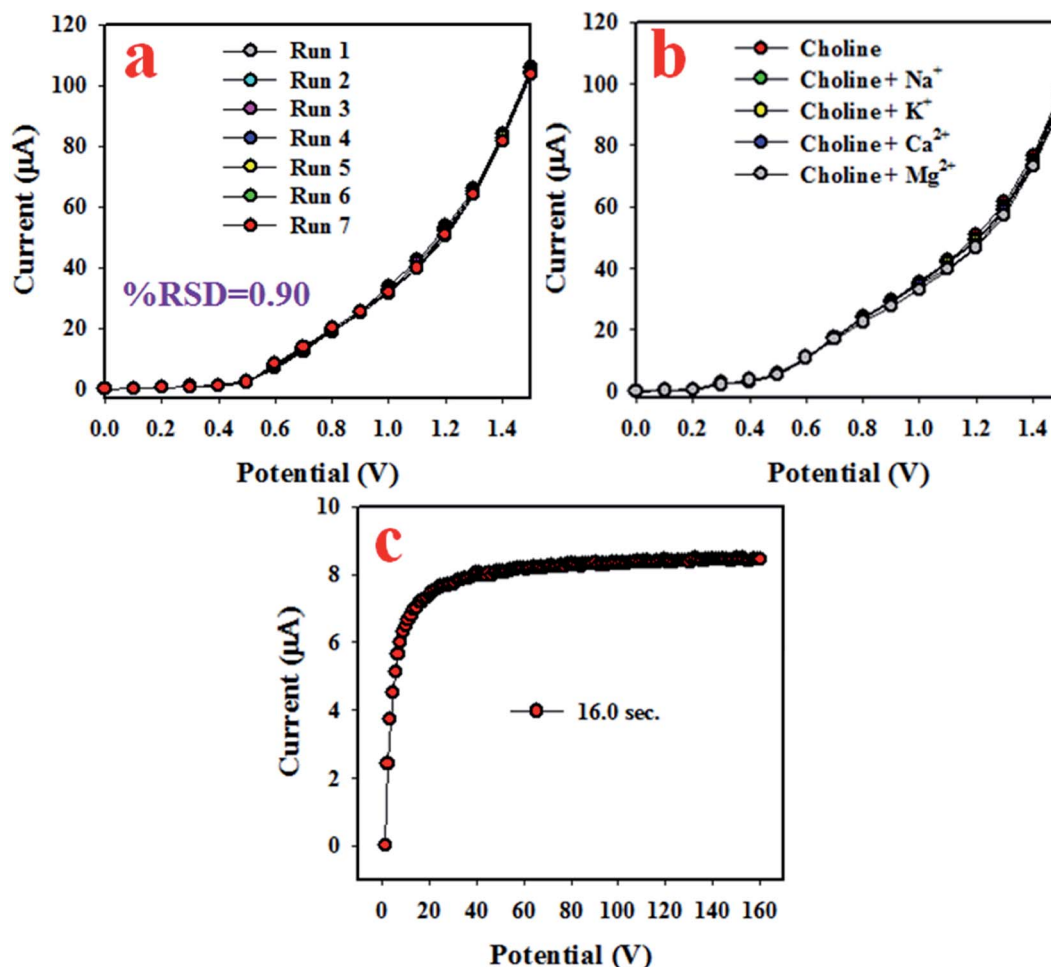 a
120
100
80
60
40
20
0
Current (µA)
Run 1
Run 2
Run 3
Run 4
Run 5
Run 6
Run 7
%RSD=0.90
0.0 0.2 0.4 0.6 0.8 1.0 1.2 1.4
Potential (V)
b
120
100
80
60
40
20
0
Current (µA)
Choline
Choline + Na⁺
Choline + K⁺
Choline + Ca²⁺
Choline + Mg²⁺
0.0 0.2 0.4 0.6 0.8 1.0 1.2 1.4
Potential (V)
c
10
8
6
4
2
0
Current (µA)
16.0 sec.
0 20 40 60 80 100 120 140 160
Potential (V)